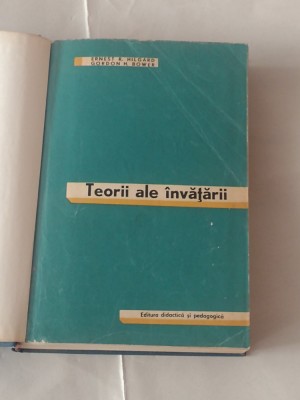 ERNEST R. HILGARD
GORDON H. BOWER
Teorii ale învățării
Editura didactică și pedagogică